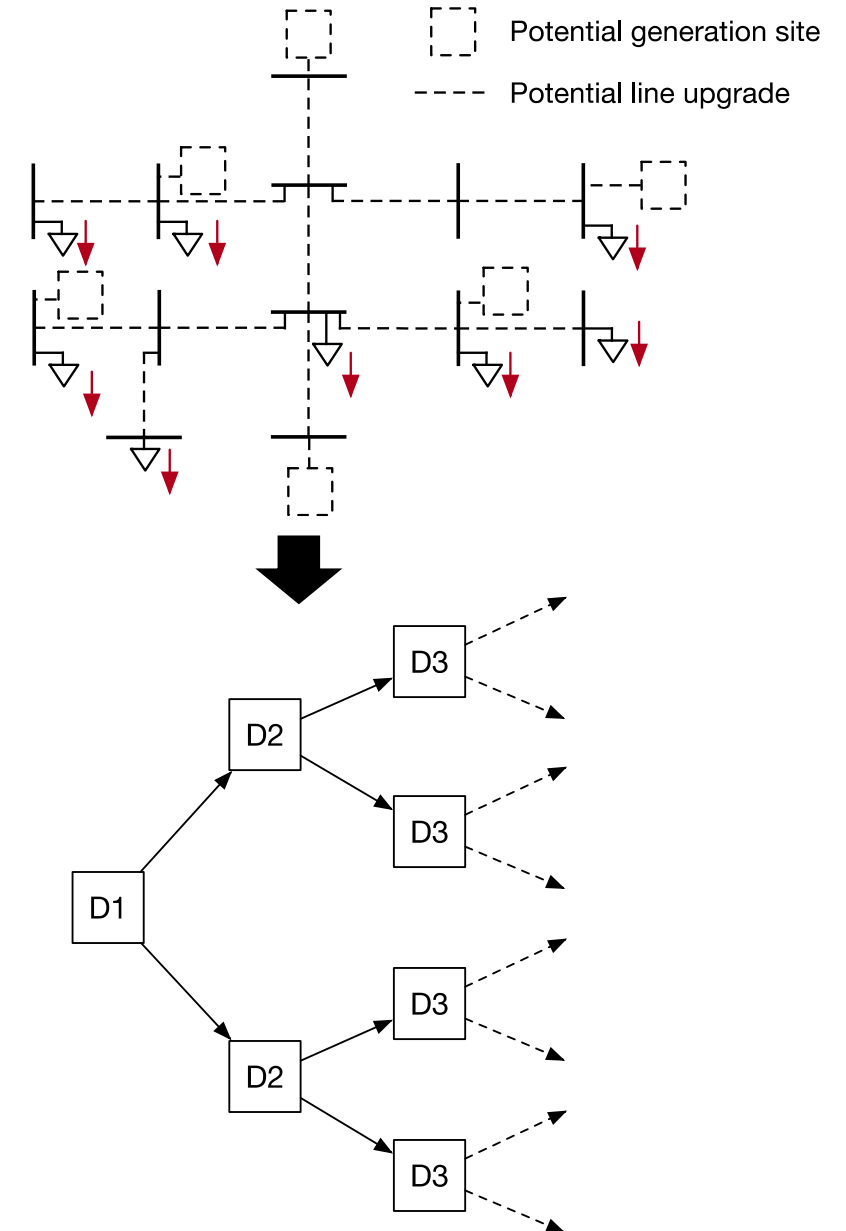 Potential generation site
Potential line upgrade
D3
D2
D3
D1
D3
D2
D3